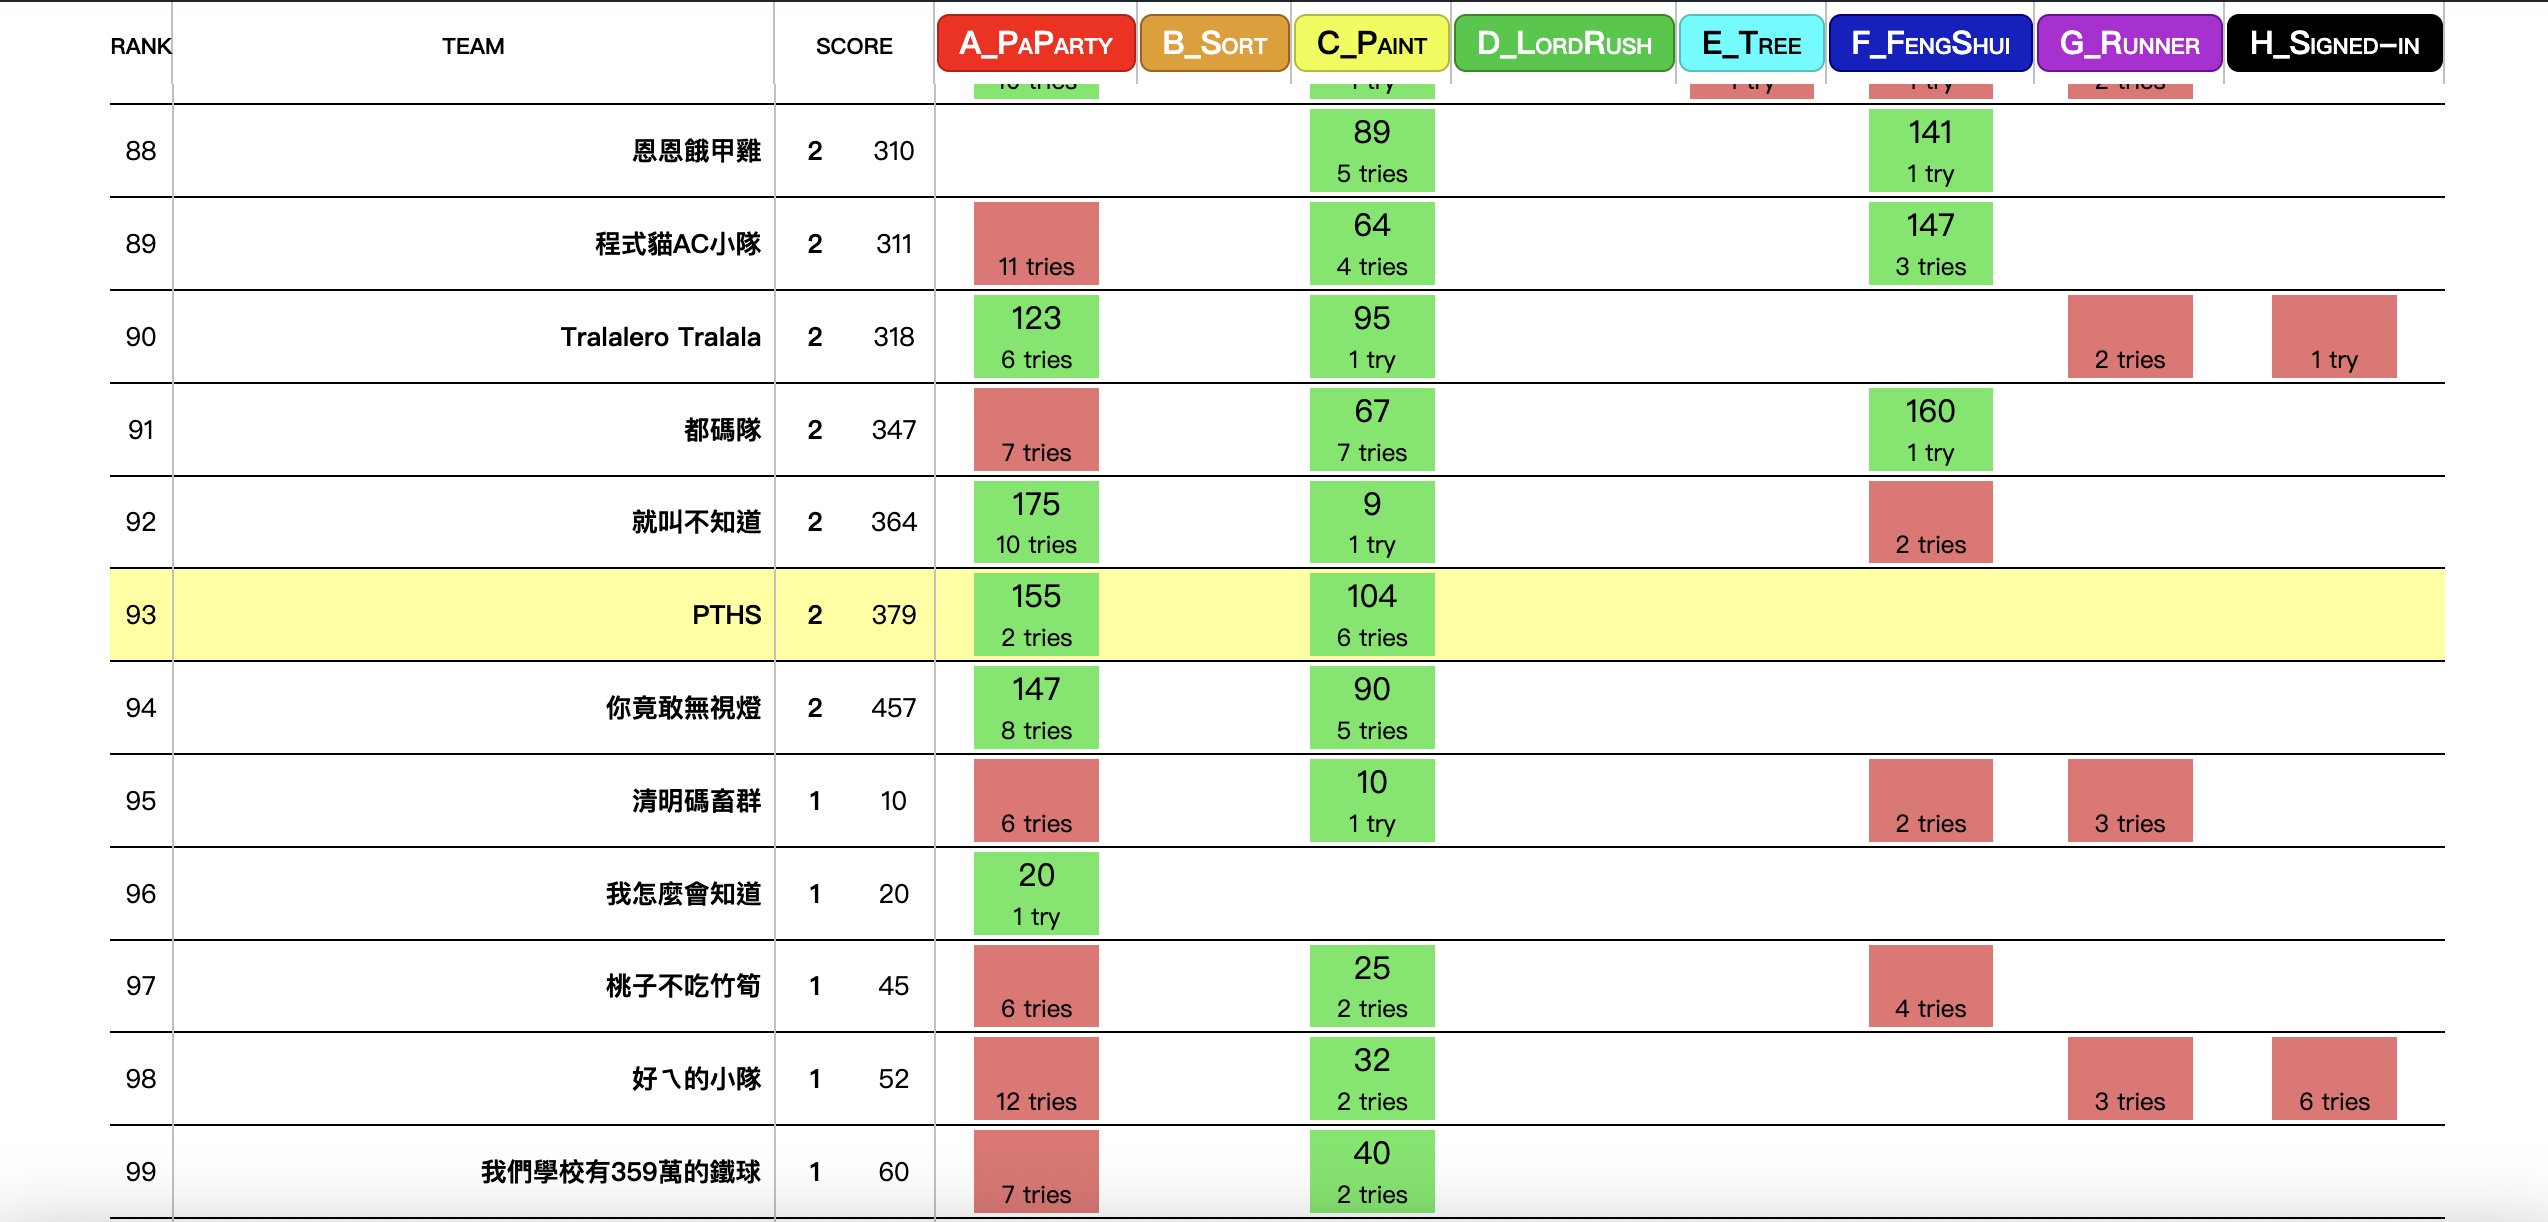 RANK TEAM SCORE A_PAPARTY B_SORT C_PAINT D_LORDRUSH E_TREE F_FENGSHUI G_RUNNER H_SIGNED-IN
10 tries 1 try 1 try 1 try 2 tries
88 恩恩餓甲雞 2 310 89 141
5 tries 1 try
89 程式貓AC小隊 2 311 64 147
11 tries 4 tries 3 tries
90 Tralalero Tralala 2 318 123 95
6 tries 1 try 2 tries 1 try
91 都碼隊 2 347 67 160
7 tries 7 tries 1 try
92 就叫不知道 2 364 175 9
10 tries 1 try 2 tries
93 PTHS 2 379 155 104
2 tries 6 tries
94 你竟敢無視燈 2 457 147 90
8 tries 5 tries
95 清明碼畜群 1 10 10
6 tries 1 try 2 tries 3 tries
96 我怎麼會知道 1 20 20
1 try
97 桃子不吃竹筍 1 45 25
6 tries 2 tries 4 tries
98 好ㄟ的小隊 1 52 32
12 tries 2 tries 3 tries 6 tries
99 我們學校有359萬的鐵球 1 60 40
7 tries 2 tries